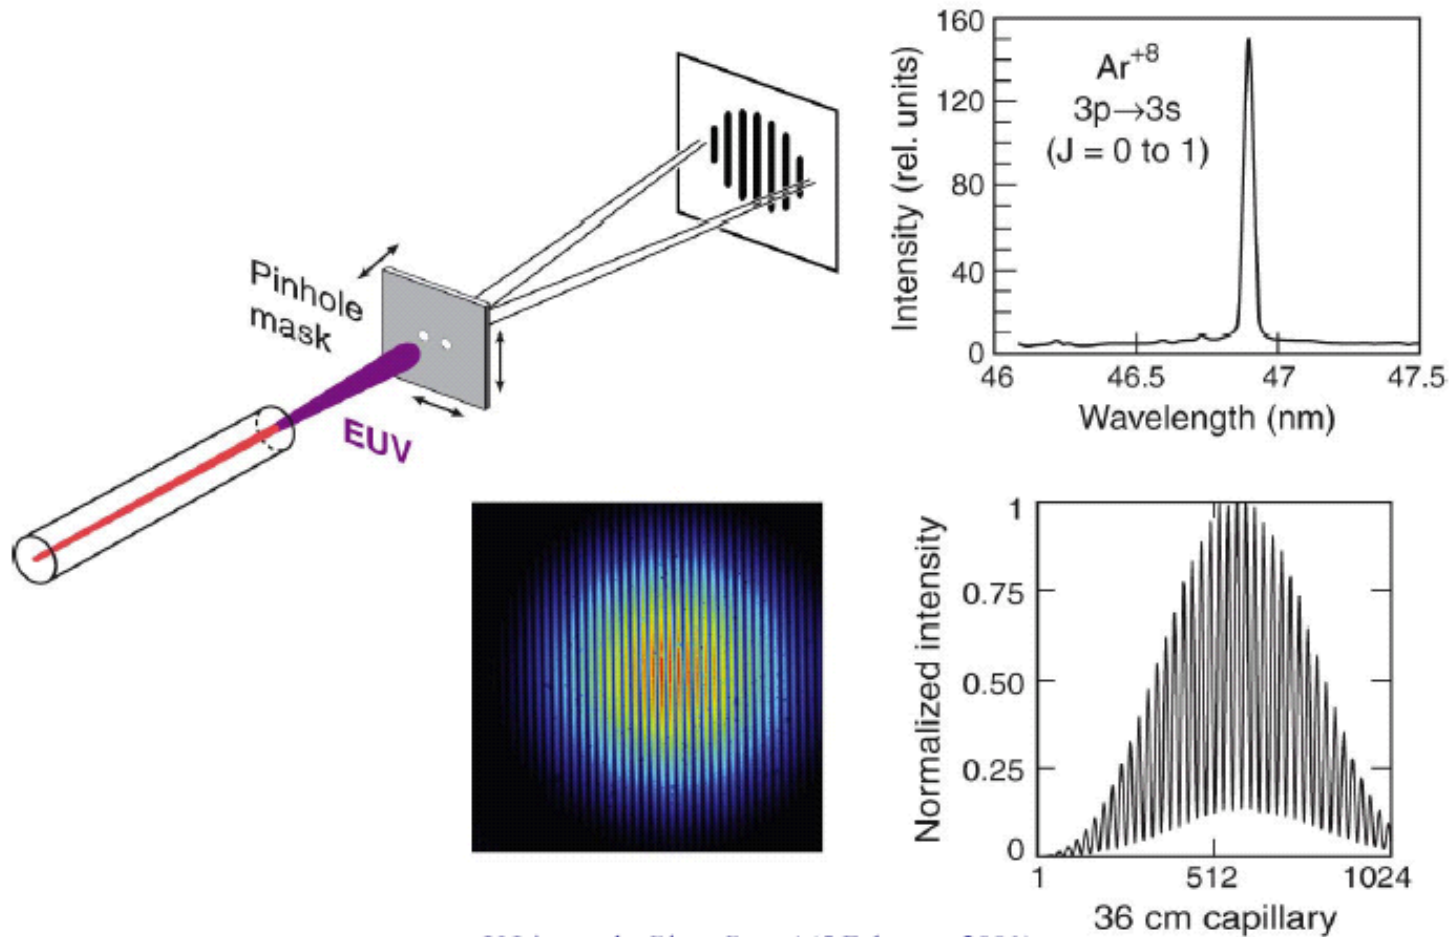 Pinhole
mask
EUV
160
120
80
40
0
Intensity (rel. units)
Ar+8
3p→3s
(J = 0 to 1)
46
46.5
47
47.5
Wavelength (nm)
1
0.75
0.50
0.25
0
Normalized intensity
1
512
1024
36 cm capillary